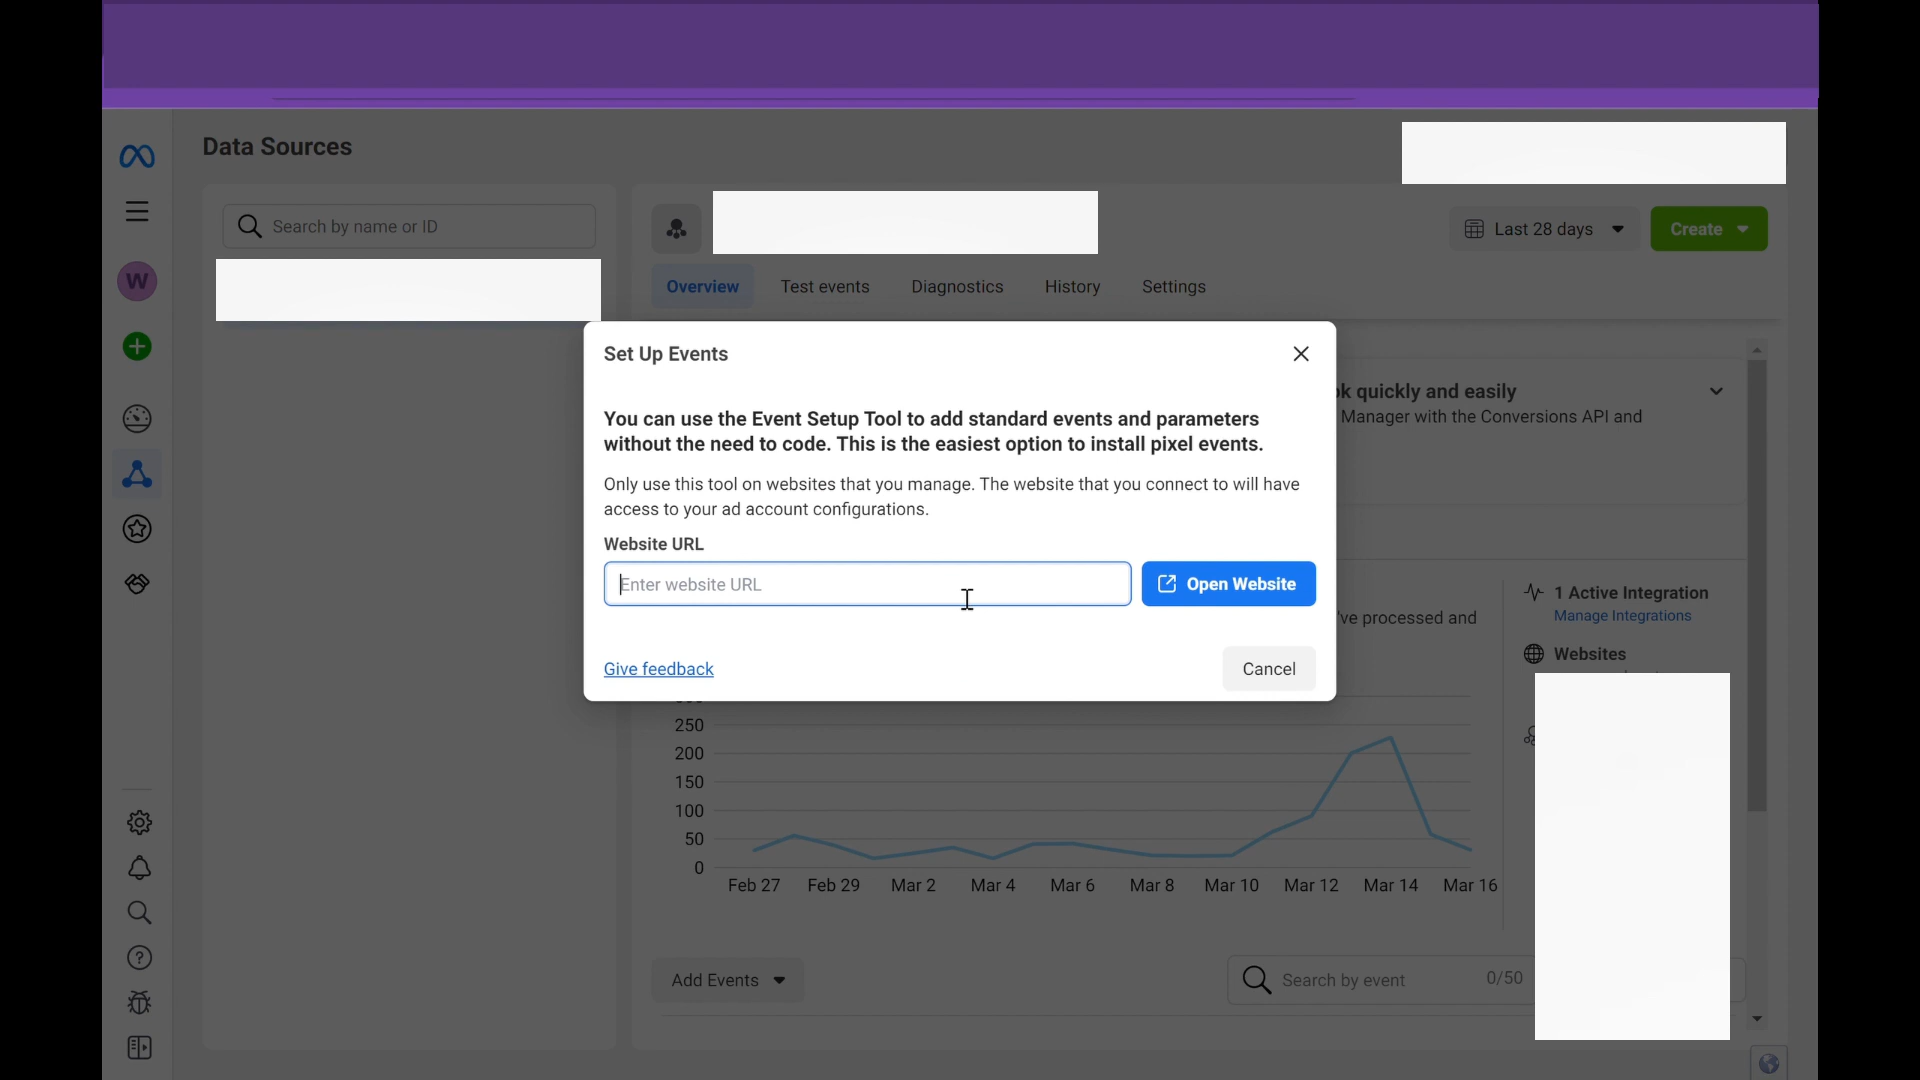 Data Sources
Search by name or ID
W
Last 28 days
Create
Overview
Test events
Diagnostics
History
Settings
Set Up Events
You can use the Event Setup Tool to add standard events and parameters
without the need to code. This is the easiest option to install pixel events.
Only use this tool on websites that you manage. The website that you connect to will have
access to your ad account configurations.
Website URL
Enter website URL
Open Website
Give feedback
Cancel
quickly and easily
Manager with the Conversions API and
've processed and
1 Active Integration
Manage Integrations
Websites
250
200
150
100
50
0
Feb 27
Feb 29
Mar 2
Mar 4
Mar 6
Mar 8
Mar 10
Mar 12
Mar 14
Mar 16
Add Events
Search by event
0/50